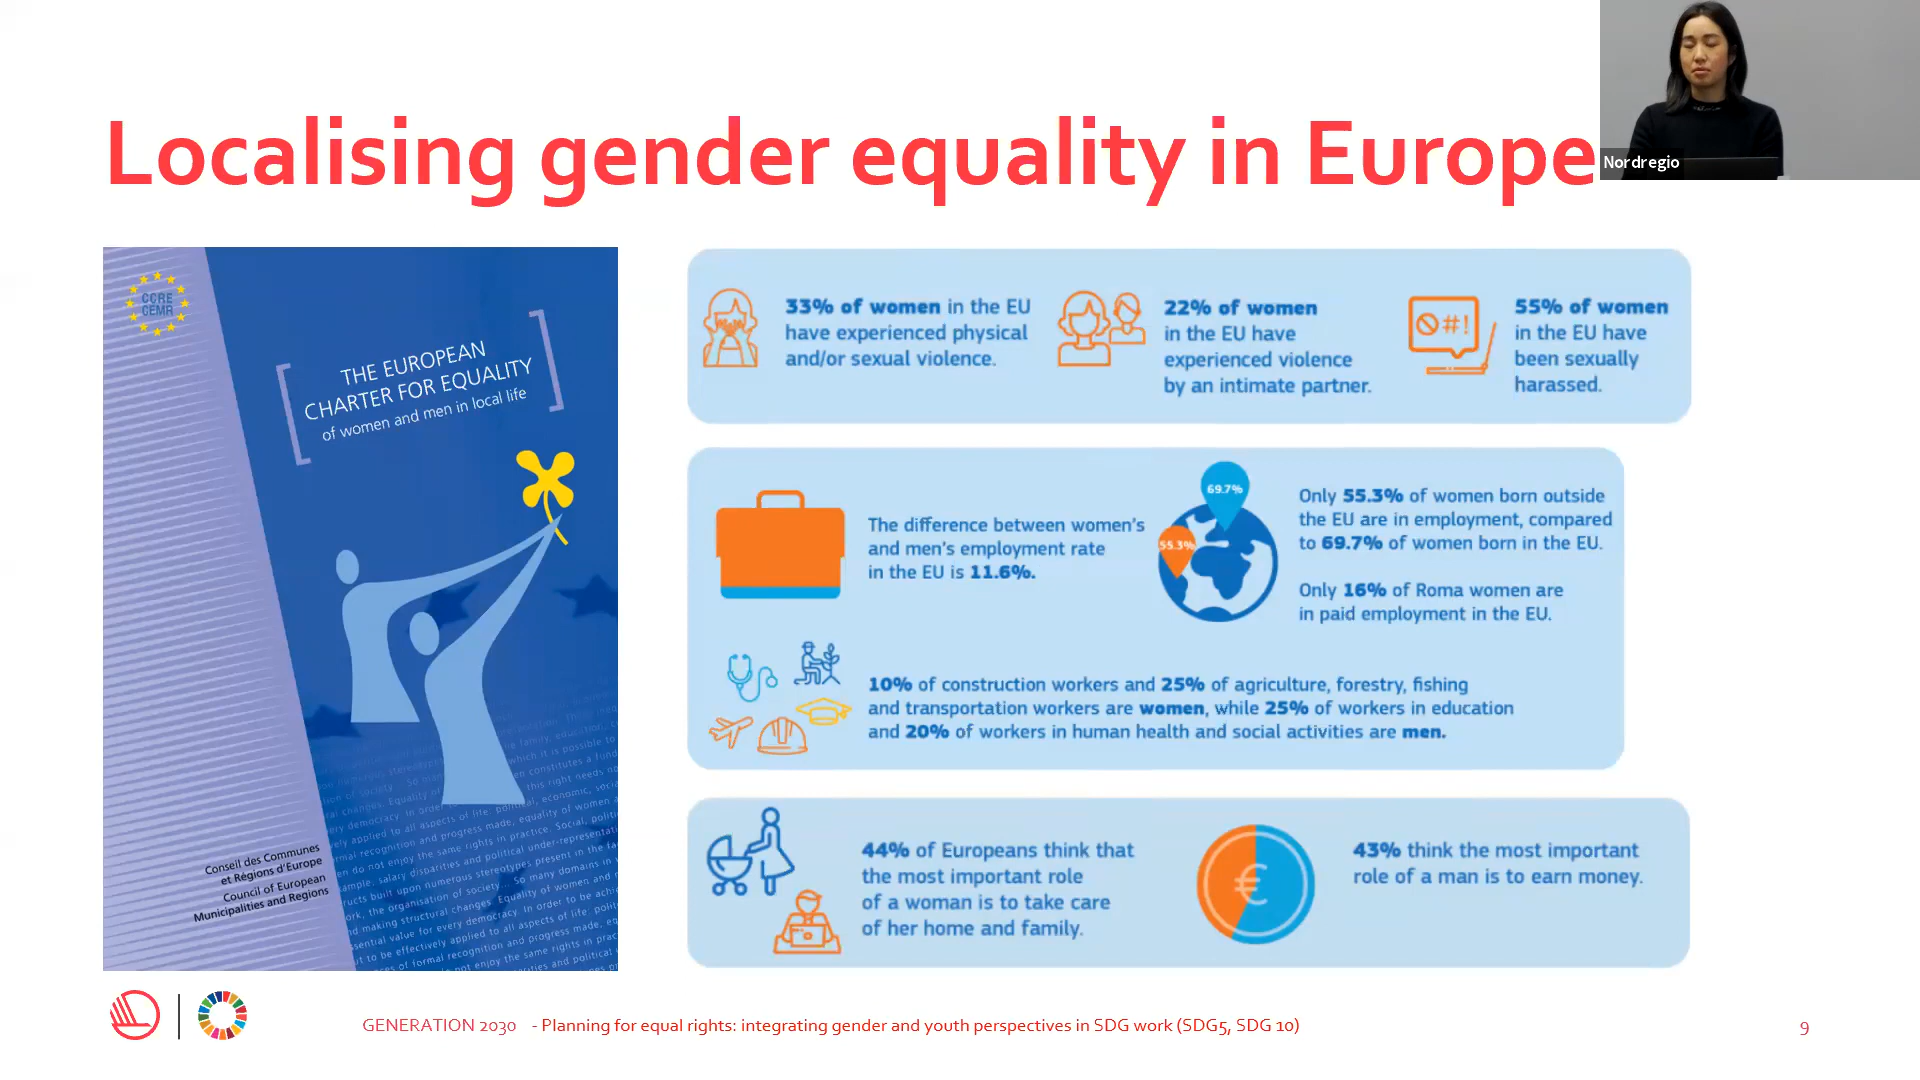 Localising gender equality in Europe
Nordregio
CCRE
CEMR
THE EUROPEAN
CHARTER FOR EQUALITY
of women and men in local life
Conseil des Communes
et Régions d'Europe
Council of European
Municipalities and Regions
33% of women in the EU
have experienced physical
and/or sexual violence.
22% of women
in the EU have
experienced violence
by an intimate partner.
#!
55% of women
in the EU have
been sexually
harassed.
The difference between women's
and men's employment rate
in the EU is 11.6%.
69.7%
55.3%
Only 55.3% of women born outside
the EU are in employment, compared
to 69.7% of women born in the EU.
Only 16% of Roma women are
in paid employment in the EU.
10% of construction workers and 25% of agriculture, forestry, fishing
and transportation workers are women, while 25% of workers in education
and 20% of workers in human health and social activities are men.
44% of Europeans think that
the most important role
of a woman is to take care
of her home and family.
€
43% think the most important
role of a man is to earn money.
GENERATION 2030 - Planning for equal rights: integrating gender and youth perspectives in SDG work (SDG5, SDG 10)
9